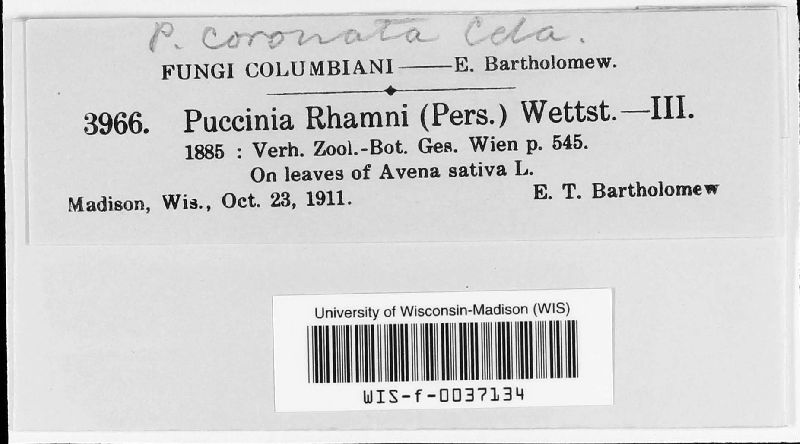 P. coronata Cda.
FUNGI COLUMBIANI——E. Bartholomew.
3966. Puccinia Rhamni (Pers.) Wettst.—III.
1885 : Verh. Zool.-Bot. Ges. Wien p. 545.
On leaves of Avena sativa L.
Madison, Wis., Oct. 23, 1911. E. T. Bartholomew
University of Wisconsin-Madison (WIS)
WIS-f-0037134